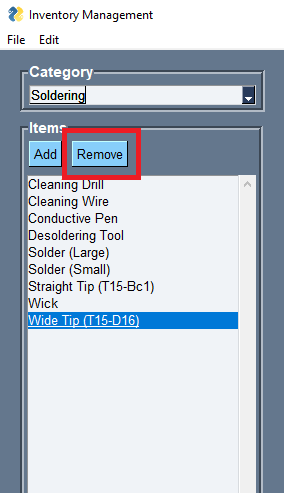 Inventory Management
File Edit
Category
Soldering
Items
Add Remove
Cleaning Drill
Cleaning Wire
Conductive Pen
Desoldering Tool
Solder (Large)
Solder (Small)
Straight Tip (T15-Bc1)
Wick
Wide Tip (T15-D16)